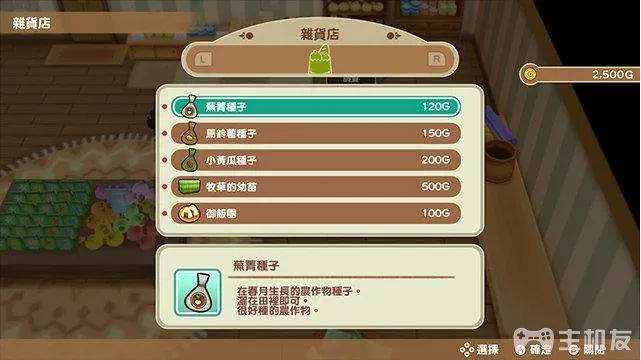 雜貨店
雜貨店
L
R
2,500G
蕪菁種子 120G
馬鈴薯種子 150G
小黃瓜種子 200G
牧草的幼苗 500G
御飯團 100G
蕪菁種子
在春月生長的農作物種子。
灑在田裡即可。
很好種的農作物。
選擇 A 確定 B 關閉
主机友